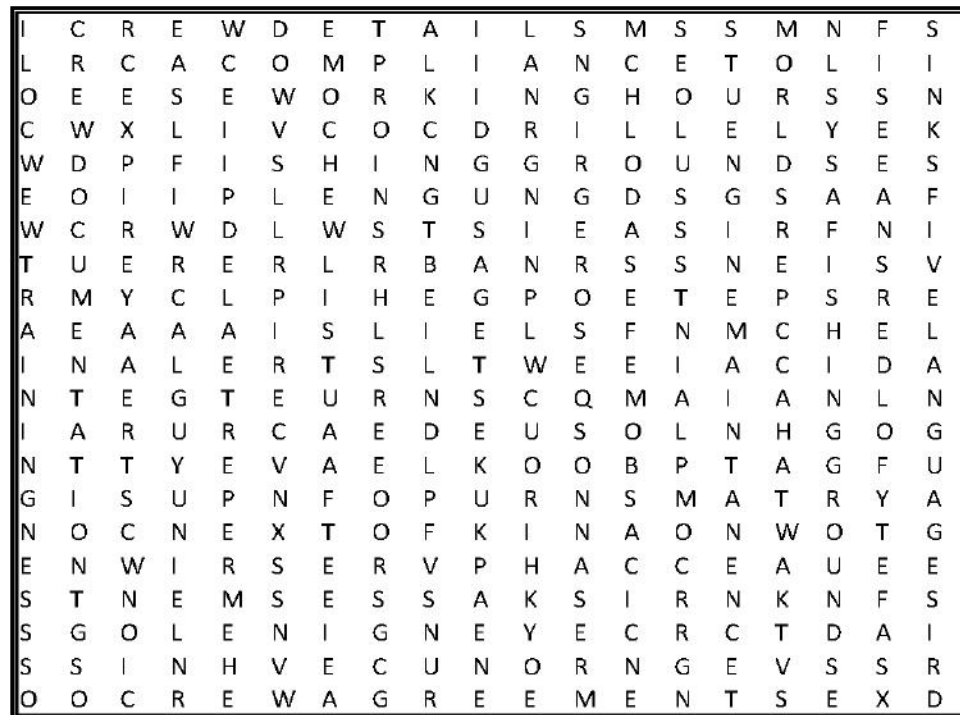 I C R E W D E T A I L S M S S M N F S
L R C A C O M P L I A N C E T O L I I
O E E S E W O R K I N G H O U R S S N
C W X L I V C O C D R I L L E L Y E K
W D P F I S H I N G G R O U N D S E S
E O I I P L E N G U N G D S G S A A F
W C R W D L W S T S I E A S I R F N I
T U E R E R L R B A N R S S N E I S V
R M Y C L P I H E G P O E T E P S R E
A E A A A I S L I E L S F N M C H E L
I N A L E R T S L T W E E I A C I D A
N T E G T E U R N S C Q M A I A N L N
I A R U R C A E D E U S O L N H G O G
N T T Y E V A E L K O O B P T A G F U
G I S U P N F O P U R N S M A T R Y A
N O C N E X T O F K I N A O N W O T G
E N W I R S E R V P H A C C E A U E E
S T N E M S E S S A K S I R N K N F S
S G O L E N I G N E Y E C R C T D A I
S S I N H V E C U N O R N G E V S S R
O O C R E W A G R E E M E N T S E X D